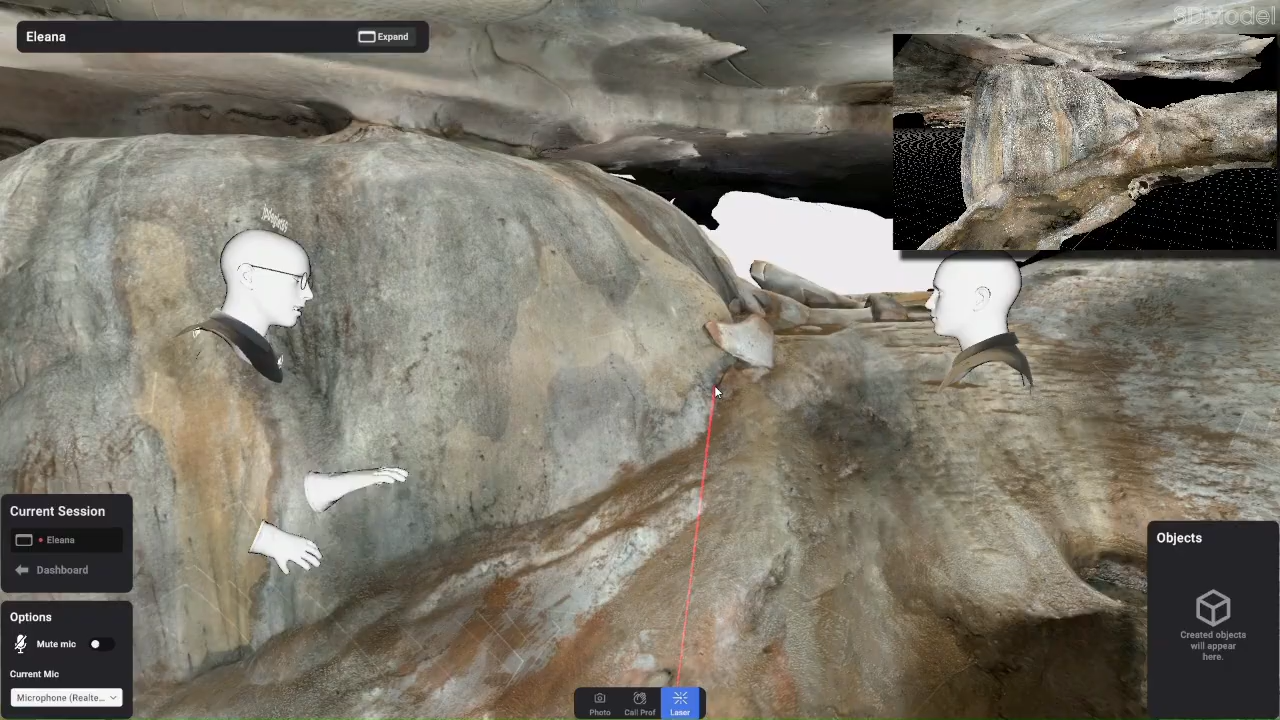 Eleana
Expand
3DModel
Current Session
Eleana
Dashboard
Options
Mute mic
Current Mic
Microphone (Realte...
Photo
Call Prof
Laser
Objects
Created objects
will appear
here.